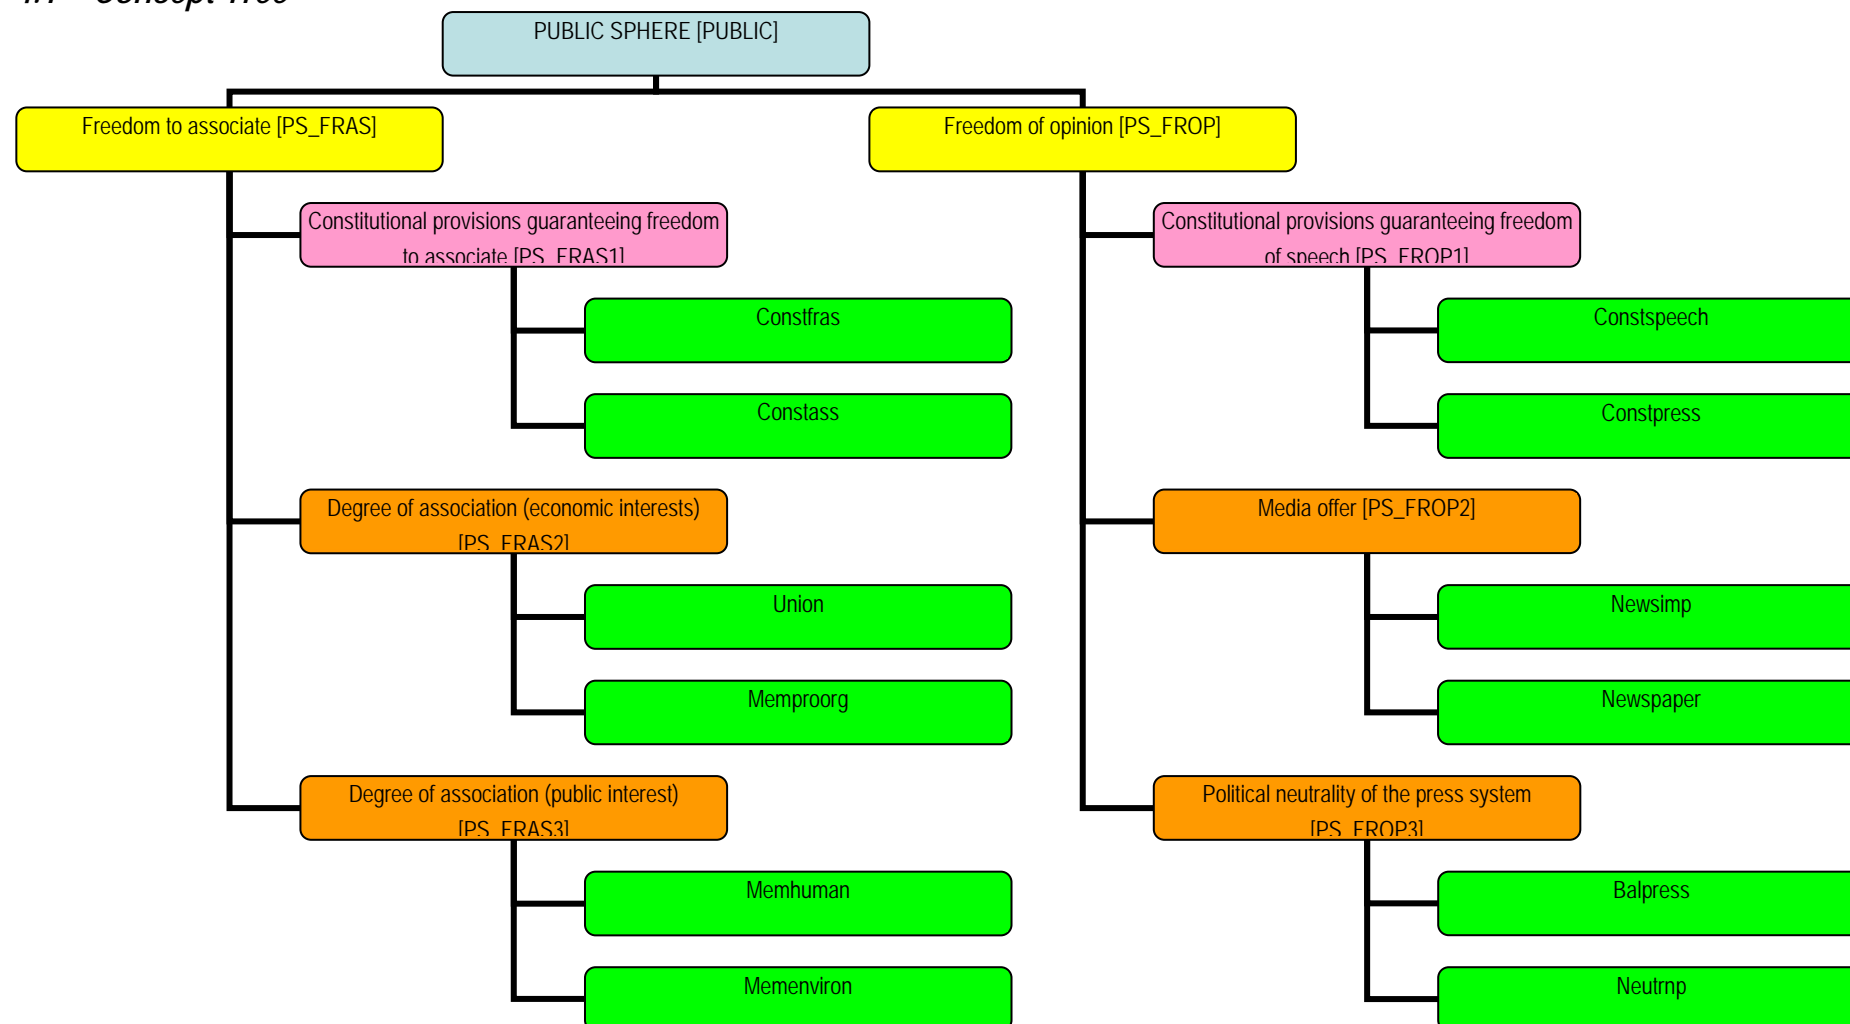 PUBLIC SPHERE [PUBLIC]
Freedom to associate [PS_FRAS]
Freedom of opinion [PS_FROP]
Constitutional provisions guaranteeing freedom
to associate [PS_FRAS1]
Constitutional provisions guaranteeing freedom
of speech [PS_FROP1]
Constfras
Constspeech
Constass
Constpress
Degree of association (economic interests)
[PS_FRAS2]
Media offer [PS_FROP2]
Union
Newsimp
Memproorg
Newspaper
Degree of association (public interest)
[PS_FRAS3]
Political neutrality of the press system
[PS_FROP3]
Memhuman
Balpress
Memenviron
Neutrnp